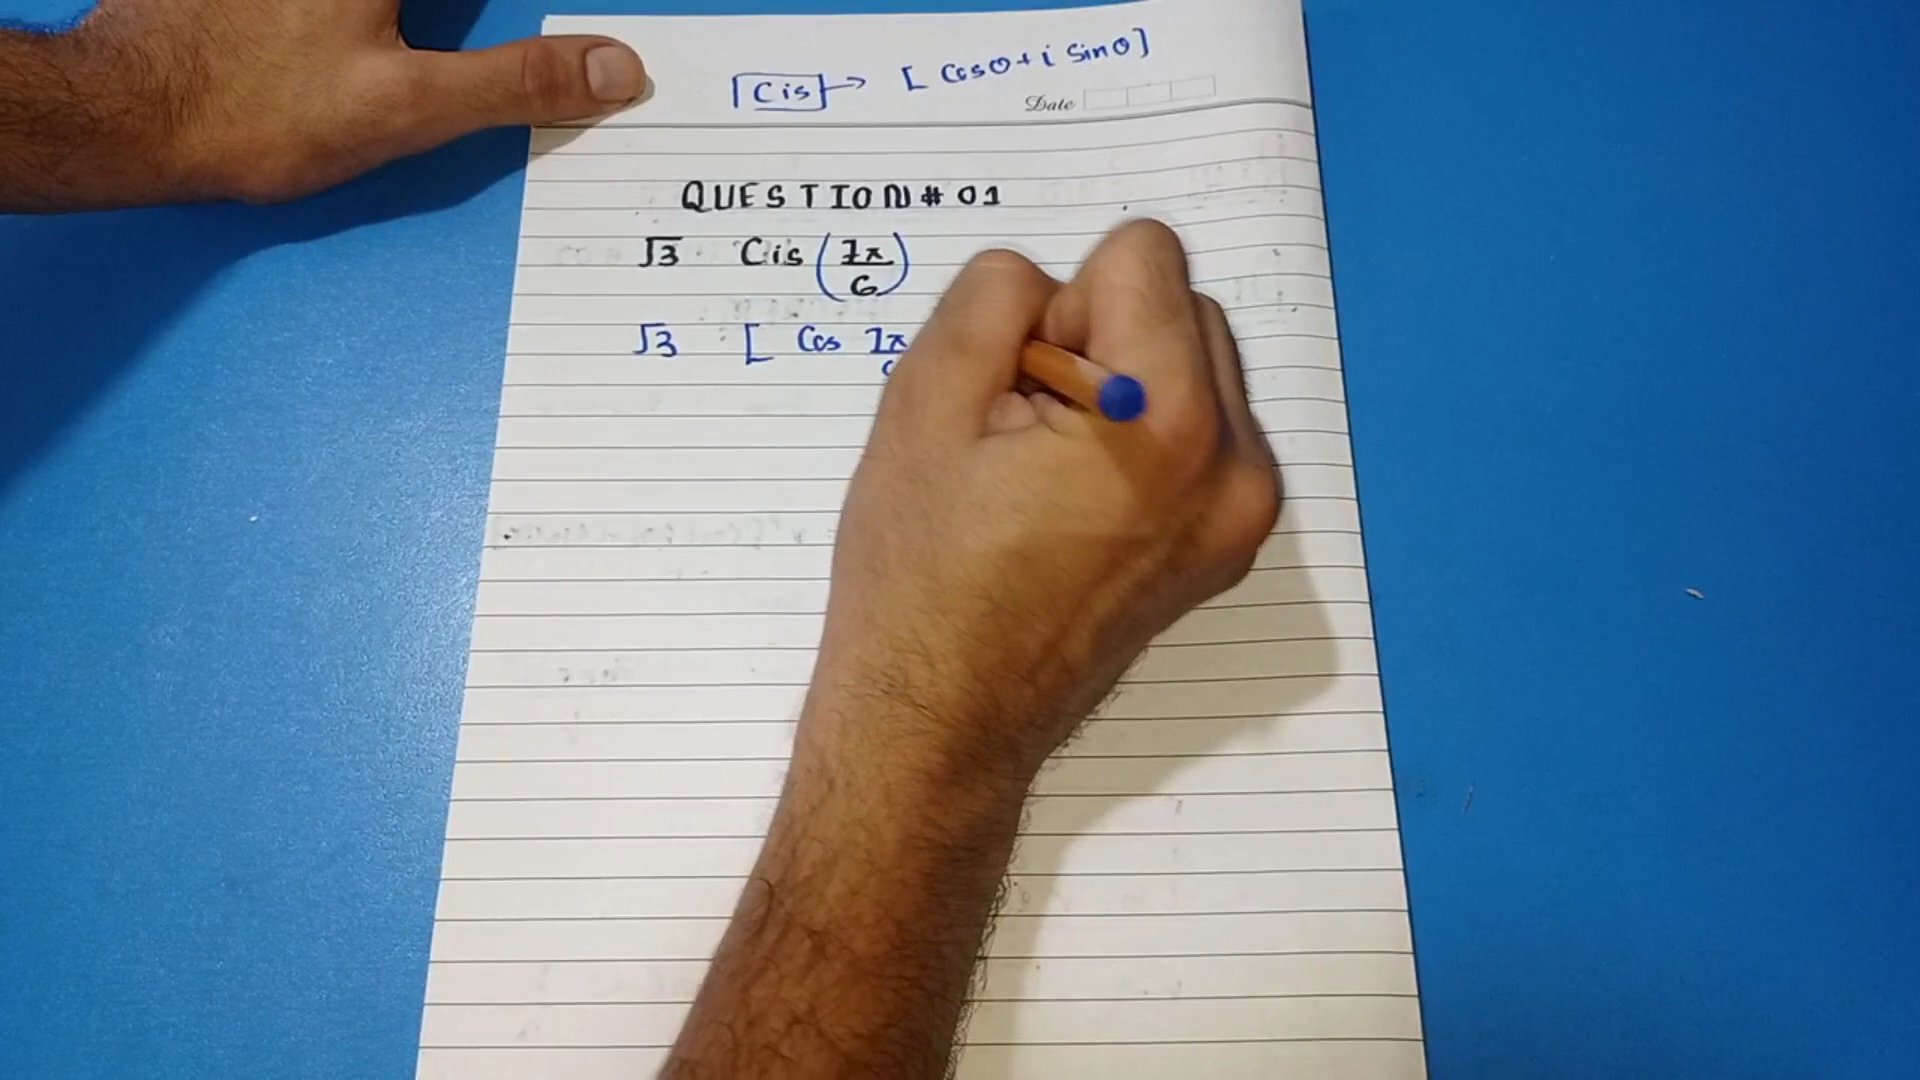 Cis → [ Cosθ + i Sinθ ]
Date
QUESTION # 01
√3 Cis (7π/6)
√3 [ Cos 7π